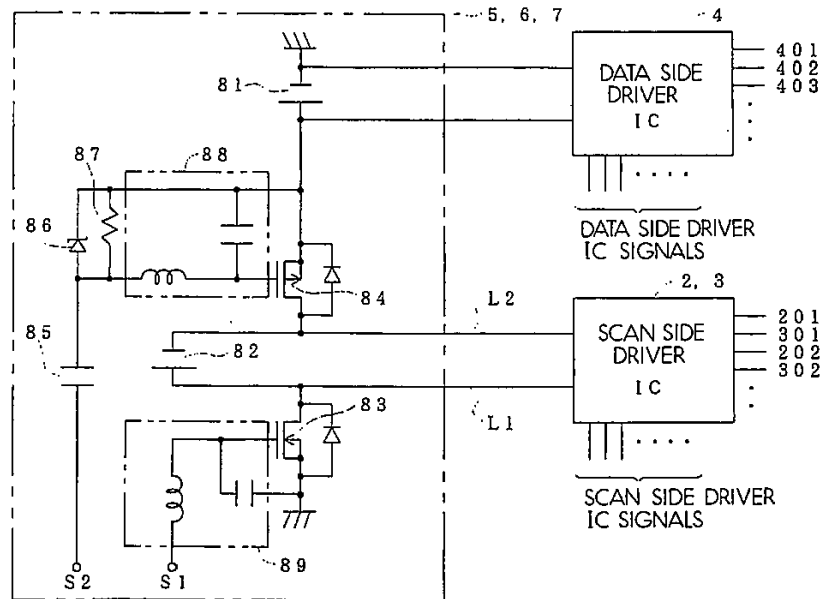 5, 6, 7
4
81
DATA SIDE
DRIVER
IC
401
402
403
87
88
86
DATA SIDE DRIVER
IC SIGNALS
84
L2
2, 3
85
82
SCAN SIDE
DRIVER
IC
201
301
202
302
83
L1
SCAN SIDE DRIVER
IC SIGNALS
89
S2
S1